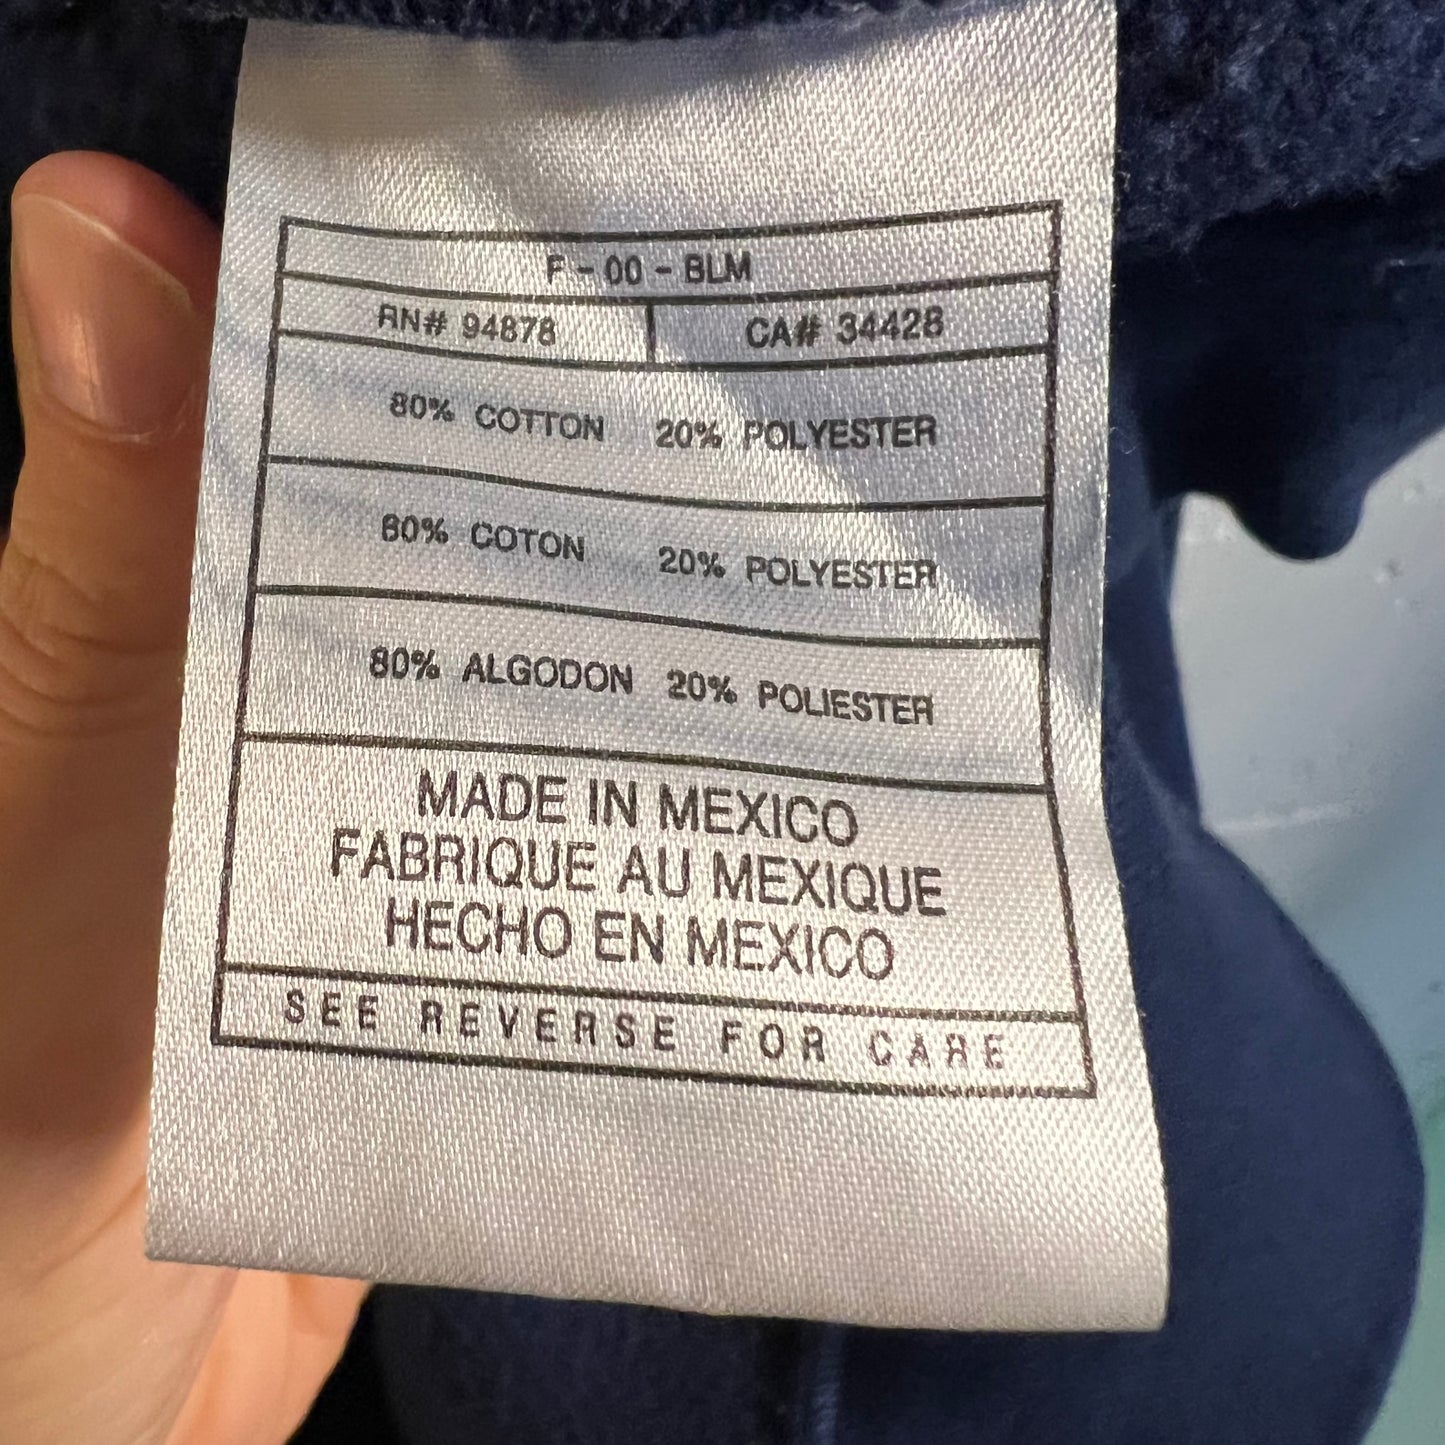 F - 00 - BLM
RN# 94878 CA# 34428
80% COTTON 20% POLYESTER
80% COTON 20% POLYESTER
80% ALGODON 20% POLIESTER
MADE IN MEXICO
FABRIQUE AU MEXIQUE
HECHO EN MEXICO
SEE REVERSE FOR CARE